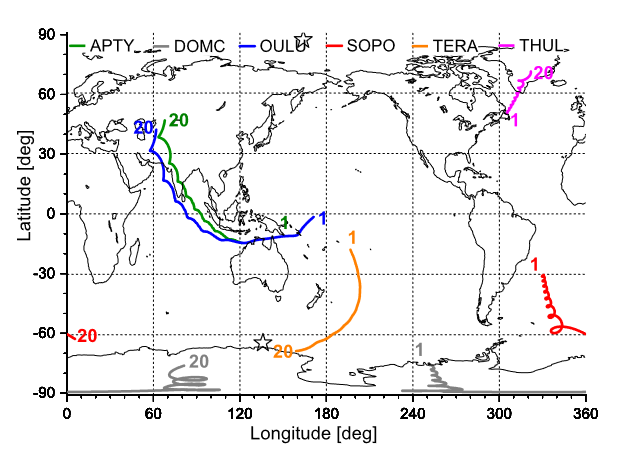 90 APTY DOMC OULU SOPO TERA THUL
20
60
1
20 20
30
Latitude [deg]
0 1 1
1
-30 1
-60 20
20
20 1
-90
0 60 120 180 240 300 360
Longitude [deg]